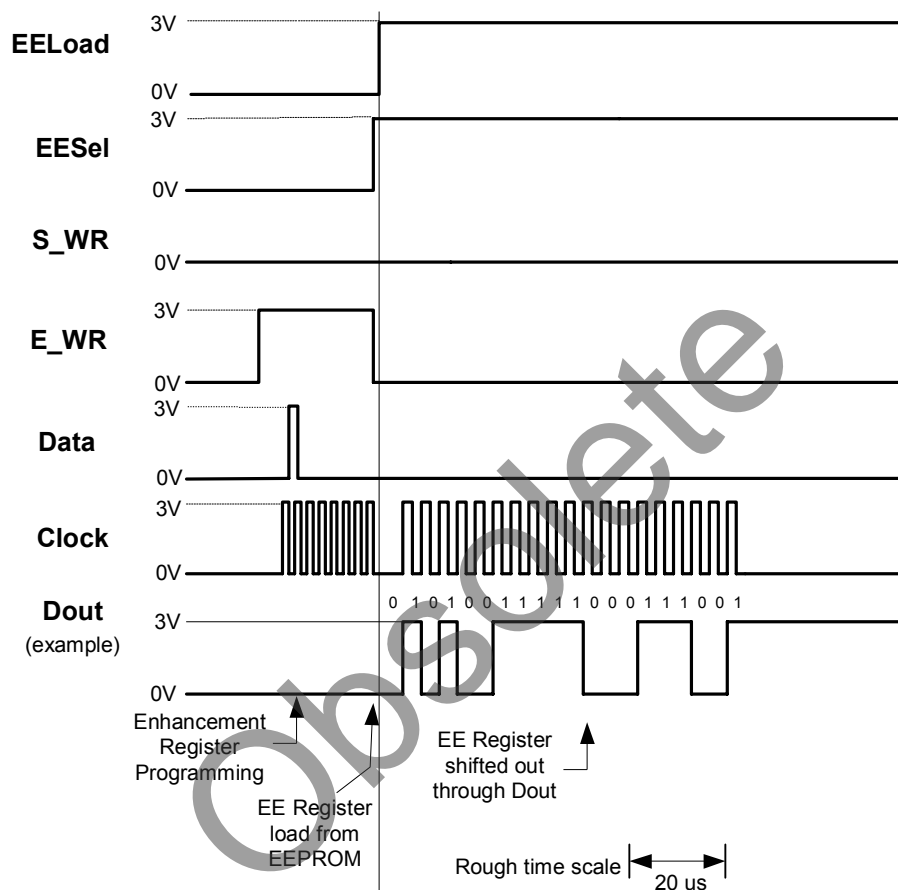 EELoad
3V
0V
EESel
3V
0V
S_WR
0V
E_WR
3V
0V
Data
3V
0V
Clock
3V
0V
Dout
(example)
0 1 0 1 0 0 1 1 1 1 1 0 0 0 1 1 1 0 0 1
3V
0V
Enhancement
Register
Programming
EE Register
load from
EEPROM
EE Register
shifted out
through Dout
Rough time scale
20 us
Obsolete